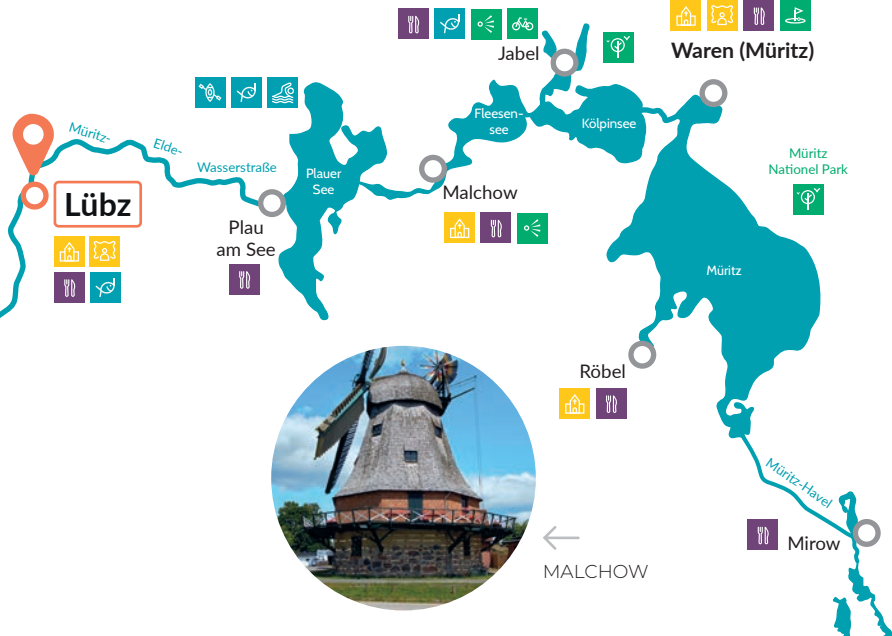 Jabel
Waren (Müritz)
Müritz-
Elde-
Wasserstraße
Lübz
Plau
am See
Plauer
See
Malchow
Fleesen-
see
Kölpinsee
Müritz
Nationel Park
Müritz
Röbel
Müritz-Havel
Mirow
MALCHOW